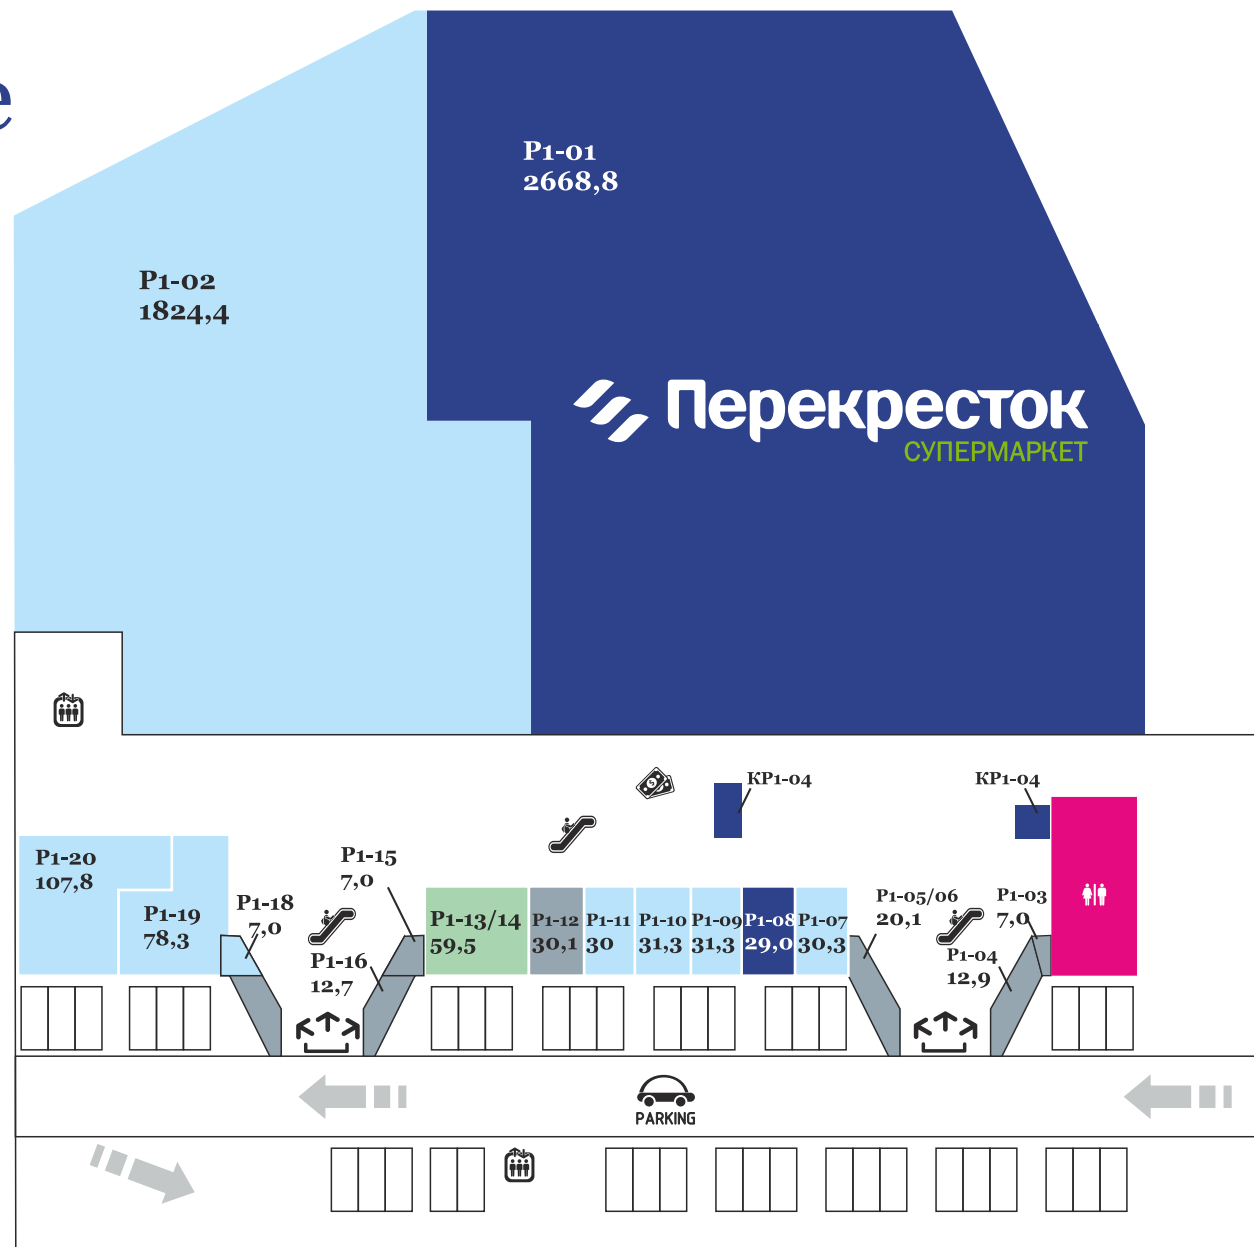 e
P1-01
2668,8
P1-02
1824,4
Перекресток
СУПЕРМАРКЕТ
KP1-04
KP1-04
P1-20
107,8
P1-19
78,3
P1-18
7,0
P1-15
7,0
P1-16
12,7
P1-13/14
59,5
P1-12
30,1
P1-11
30
P1-10
31,3
P1-09
31,3
P1-08
29,0
P1-07
30,3
P1-05/06
20,1
P1-03
7,0
P1-04
12,9
PARKING